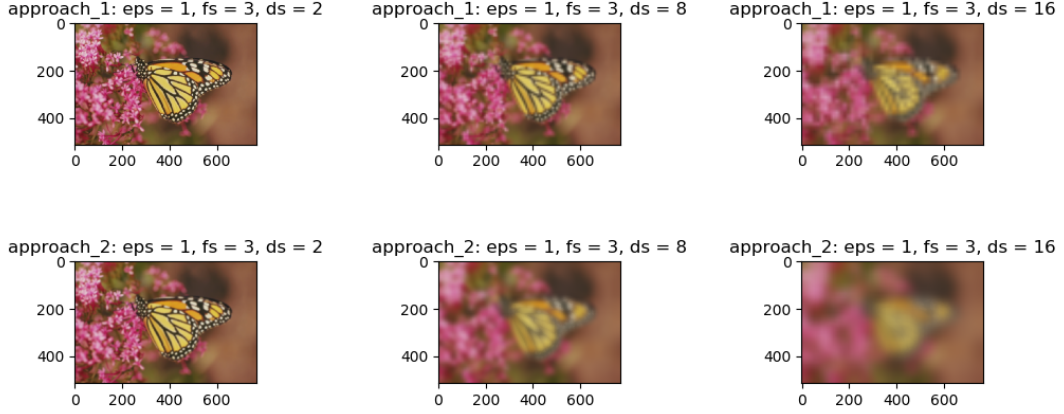 approach_1: eps = 1, fs = 3, ds = 2
0
200
400
0 200 400 600
approach_1: eps = 1, fs = 3, ds = 8
0
200
400
0 200 400 600
approach_1: eps = 1, fs = 3, ds = 16
0
200
400
0 200 400 600
approach_2: eps = 1, fs = 3, ds = 2
0
200
400
0 200 400 600
approach_2: eps = 1, fs = 3, ds = 8
0
200
400
0 200 400 600
approach_2: eps = 1, fs = 3, ds = 16
0
200
400
0 200 400 600